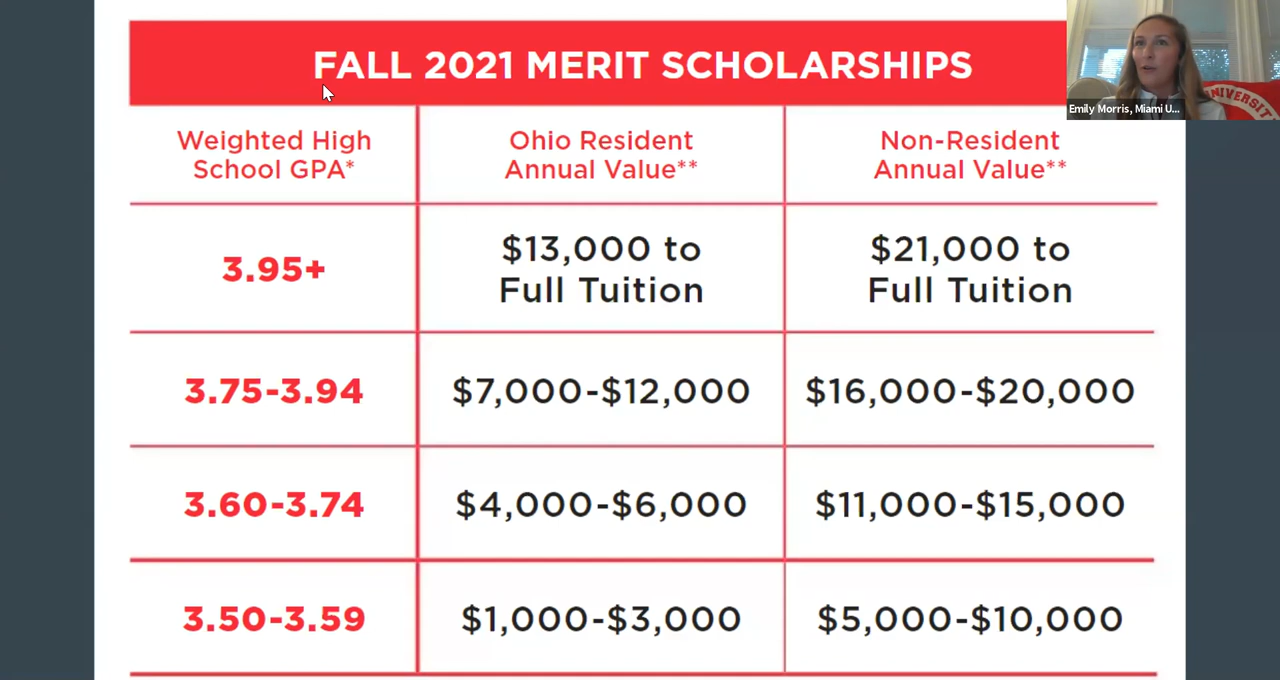 FALL 2021 MERIT SCHOLARSHIPS
Emily Morris, Miami U...
NIVERSIT
Weighted High
School GPA*
Ohio Resident
Annual Value**
Non-Resident
Annual Value**
3.95+
$13,000 to
Full Tuition
$21,000 to
Full Tuition
3.75-3.94
$7,000-$12,000
$16,000-$20,000
3.60-3.74
$4,000-$6,000
$11,000-$15,000
3.50-3.59
$1,000-$3,000
$5,000-$10,000